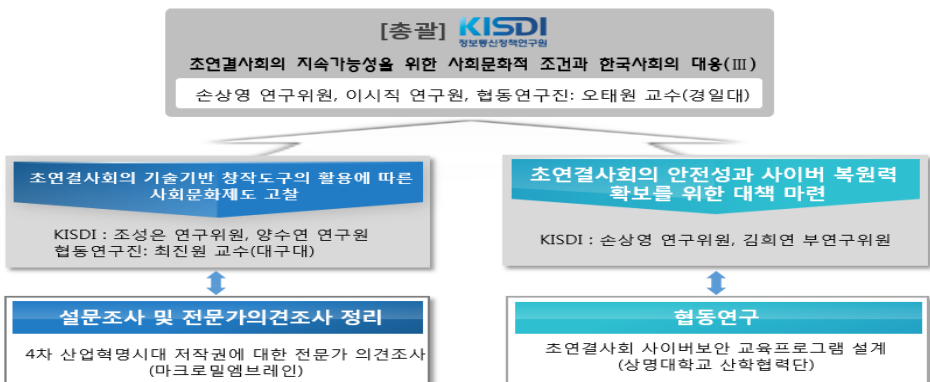 [총괄] KISDI
정보통신정책연구원
초연결사회의 지속가능성을 위한 사회문화적 조건과 한국사회의 대응(Ⅲ)
손상영 연구위원, 이시직 연구원, 협동연구진: 오태원 교수(경일대)
초연결사회의 기술기반 창작도구의 활용에 따른
사회문화제도 고찰
KISDI : 조성은 연구위원, 양수연 연구원
협동연구진: 최진원 교수(대구대)
초연결사회의 안전성과 사이버 복원력
확보를 위한 대책 마련
KISDI : 손상영 연구위원, 김희연 부연구위원
설문조사 및 전문가의견조사 정리
4차 산업혁명시대 저작권에 대한 전문가 의견조사
(마크로밀엠브레인)
협동연구
초연결사회 사이버보안 교육프로그램 설계
(상명대학교 산학협력단)